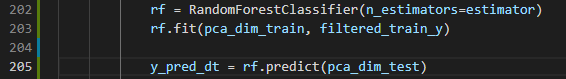 202 rf = RandomForestClassifier(n_estimators=estimator)
203 rf.fit(pca_dim_train, filtered_train_y)
204
205 y_pred_dt = rf.predict(pca_dim_test)